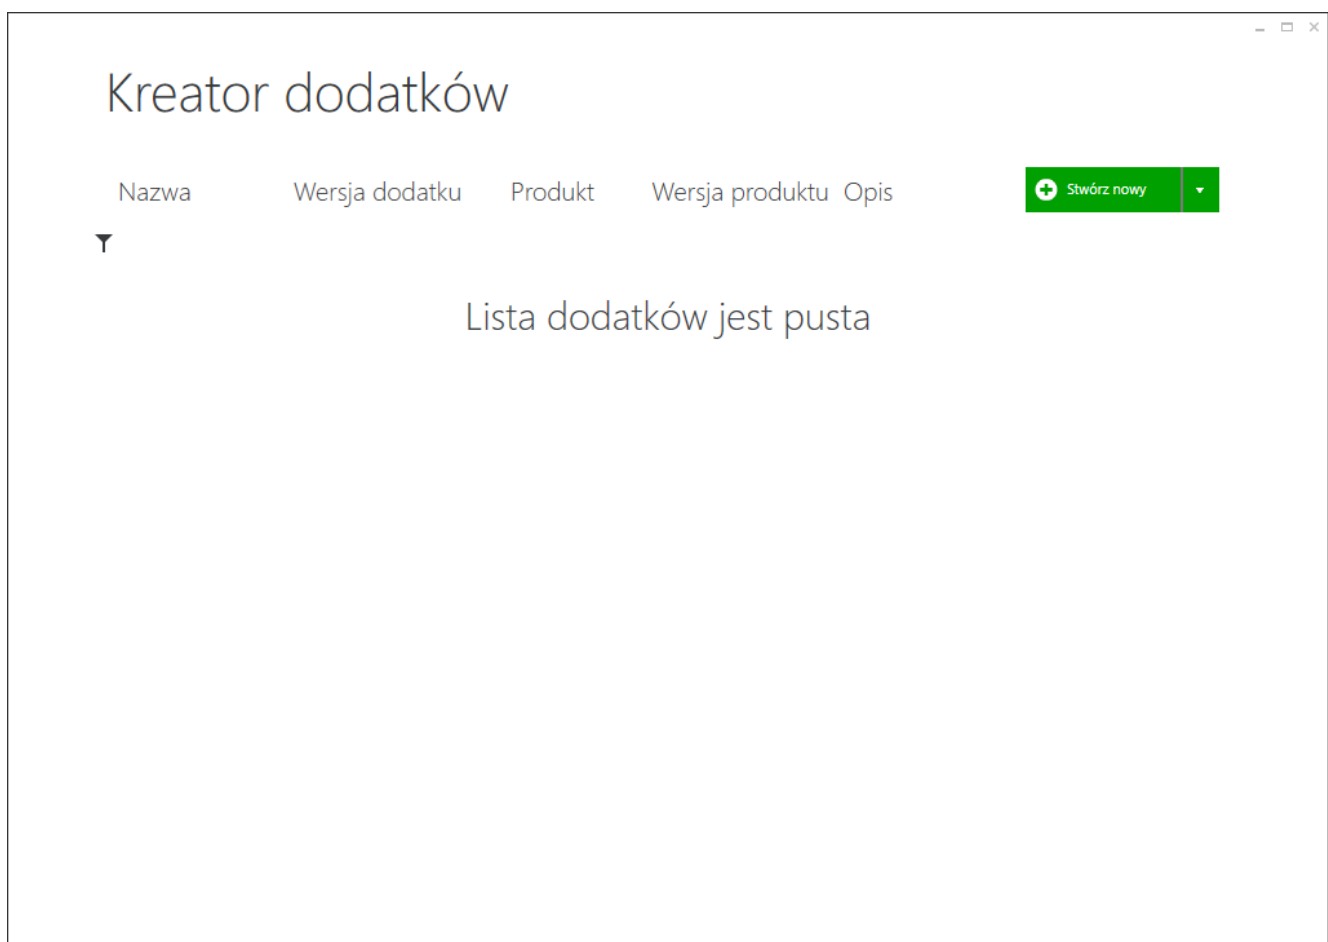 Kreator dodatków
Nazwa Wersja dodatku Produkt Wersja produktu Opis Stwórz nowy
Lista dodatków jest pusta